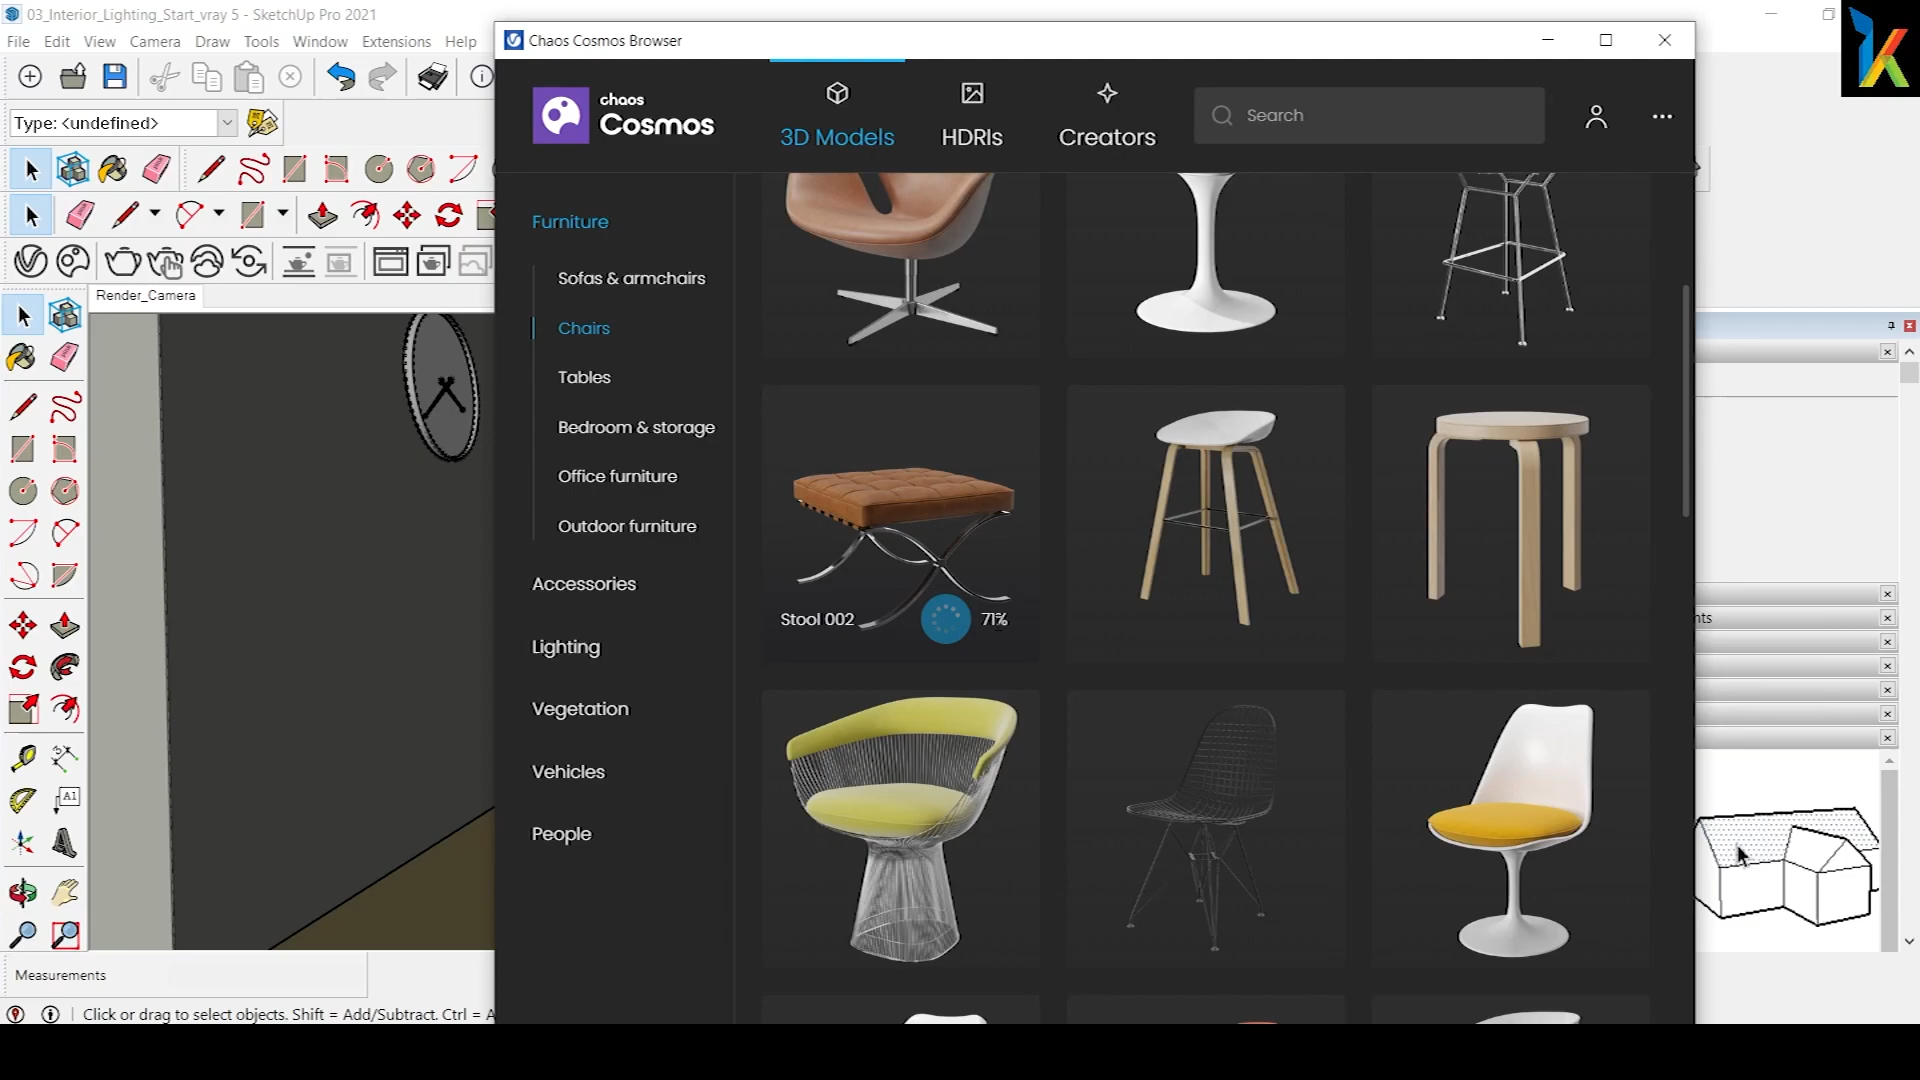 03_Interior_Lighting_Start_vray 5 - SketchUp Pro 2021
File Edit View Camera Draw Tools Window Extensions Help
Type: <undefined>
Render_Camera
Chaos Cosmos Browser
chaos
Cosmos
3D Models
HDRIs
Creators
Search
Furniture
Sofas & armchairs
Chairs
Tables
Bedroom & storage
Office furniture
Outdoor furniture
Accessories
Lighting
Vegetation
Vehicles
People
Stool 002
71%
nts
A1
Measurements
Click or drag to select objects. Shift = Add/Subtract. Ctrl = A